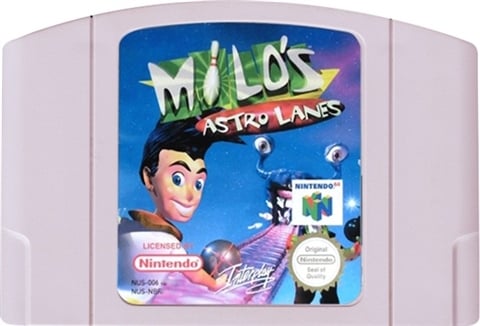 MILO'S
ASTRO LANES
NINTENDO 64
LICENSED BY
Nintendo
Original
Nintendo
Seal of
Quality
Interplay
NUS-006